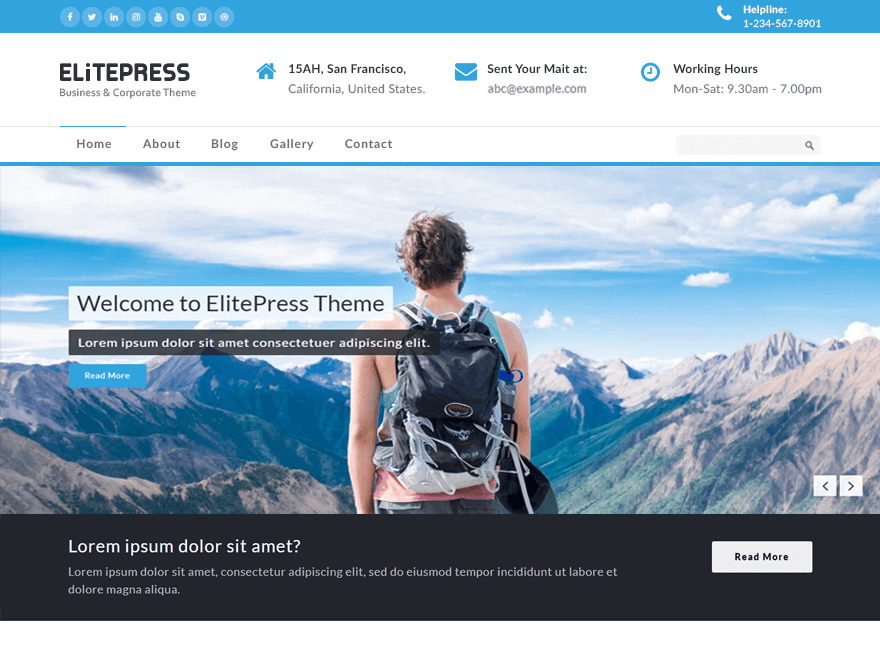 Helpline:
1-234-567-8901
ELiTEPRESS
Business & Corporate Theme
15AH, San Francisco,
California, United States.
Sent Your Mait at:
abc@example.com
Working Hours
Mon-Sat: 9.30am - 7.00pm
Home About Blog Gallery Contact
Welcome to ElitePress Theme
Lorem ipsum dolor sit amet consectetuer adipiscing elit.
Read More
Lorem ipsum dolor sit amet?
Lorem ipsum dolor sit amet, consectetur adipiscing elit, sed do eiusmod tempor incididunt ut labore et
dolore magna aliqua.
Read More